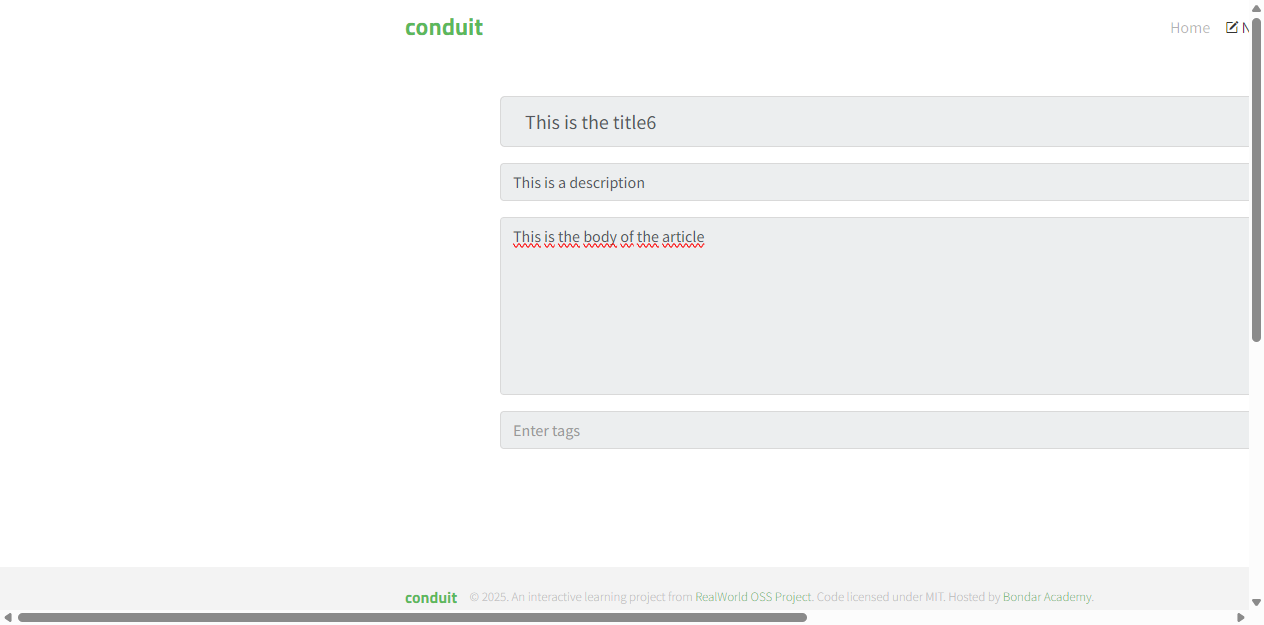 conduit
Home
This is the title6
This is a description
This is the body of the article
Enter tags
conduit © 2025. An interactive learning project from RealWorld OSS Project. Code licensed under MIT. Hosted by Bondar Academy.